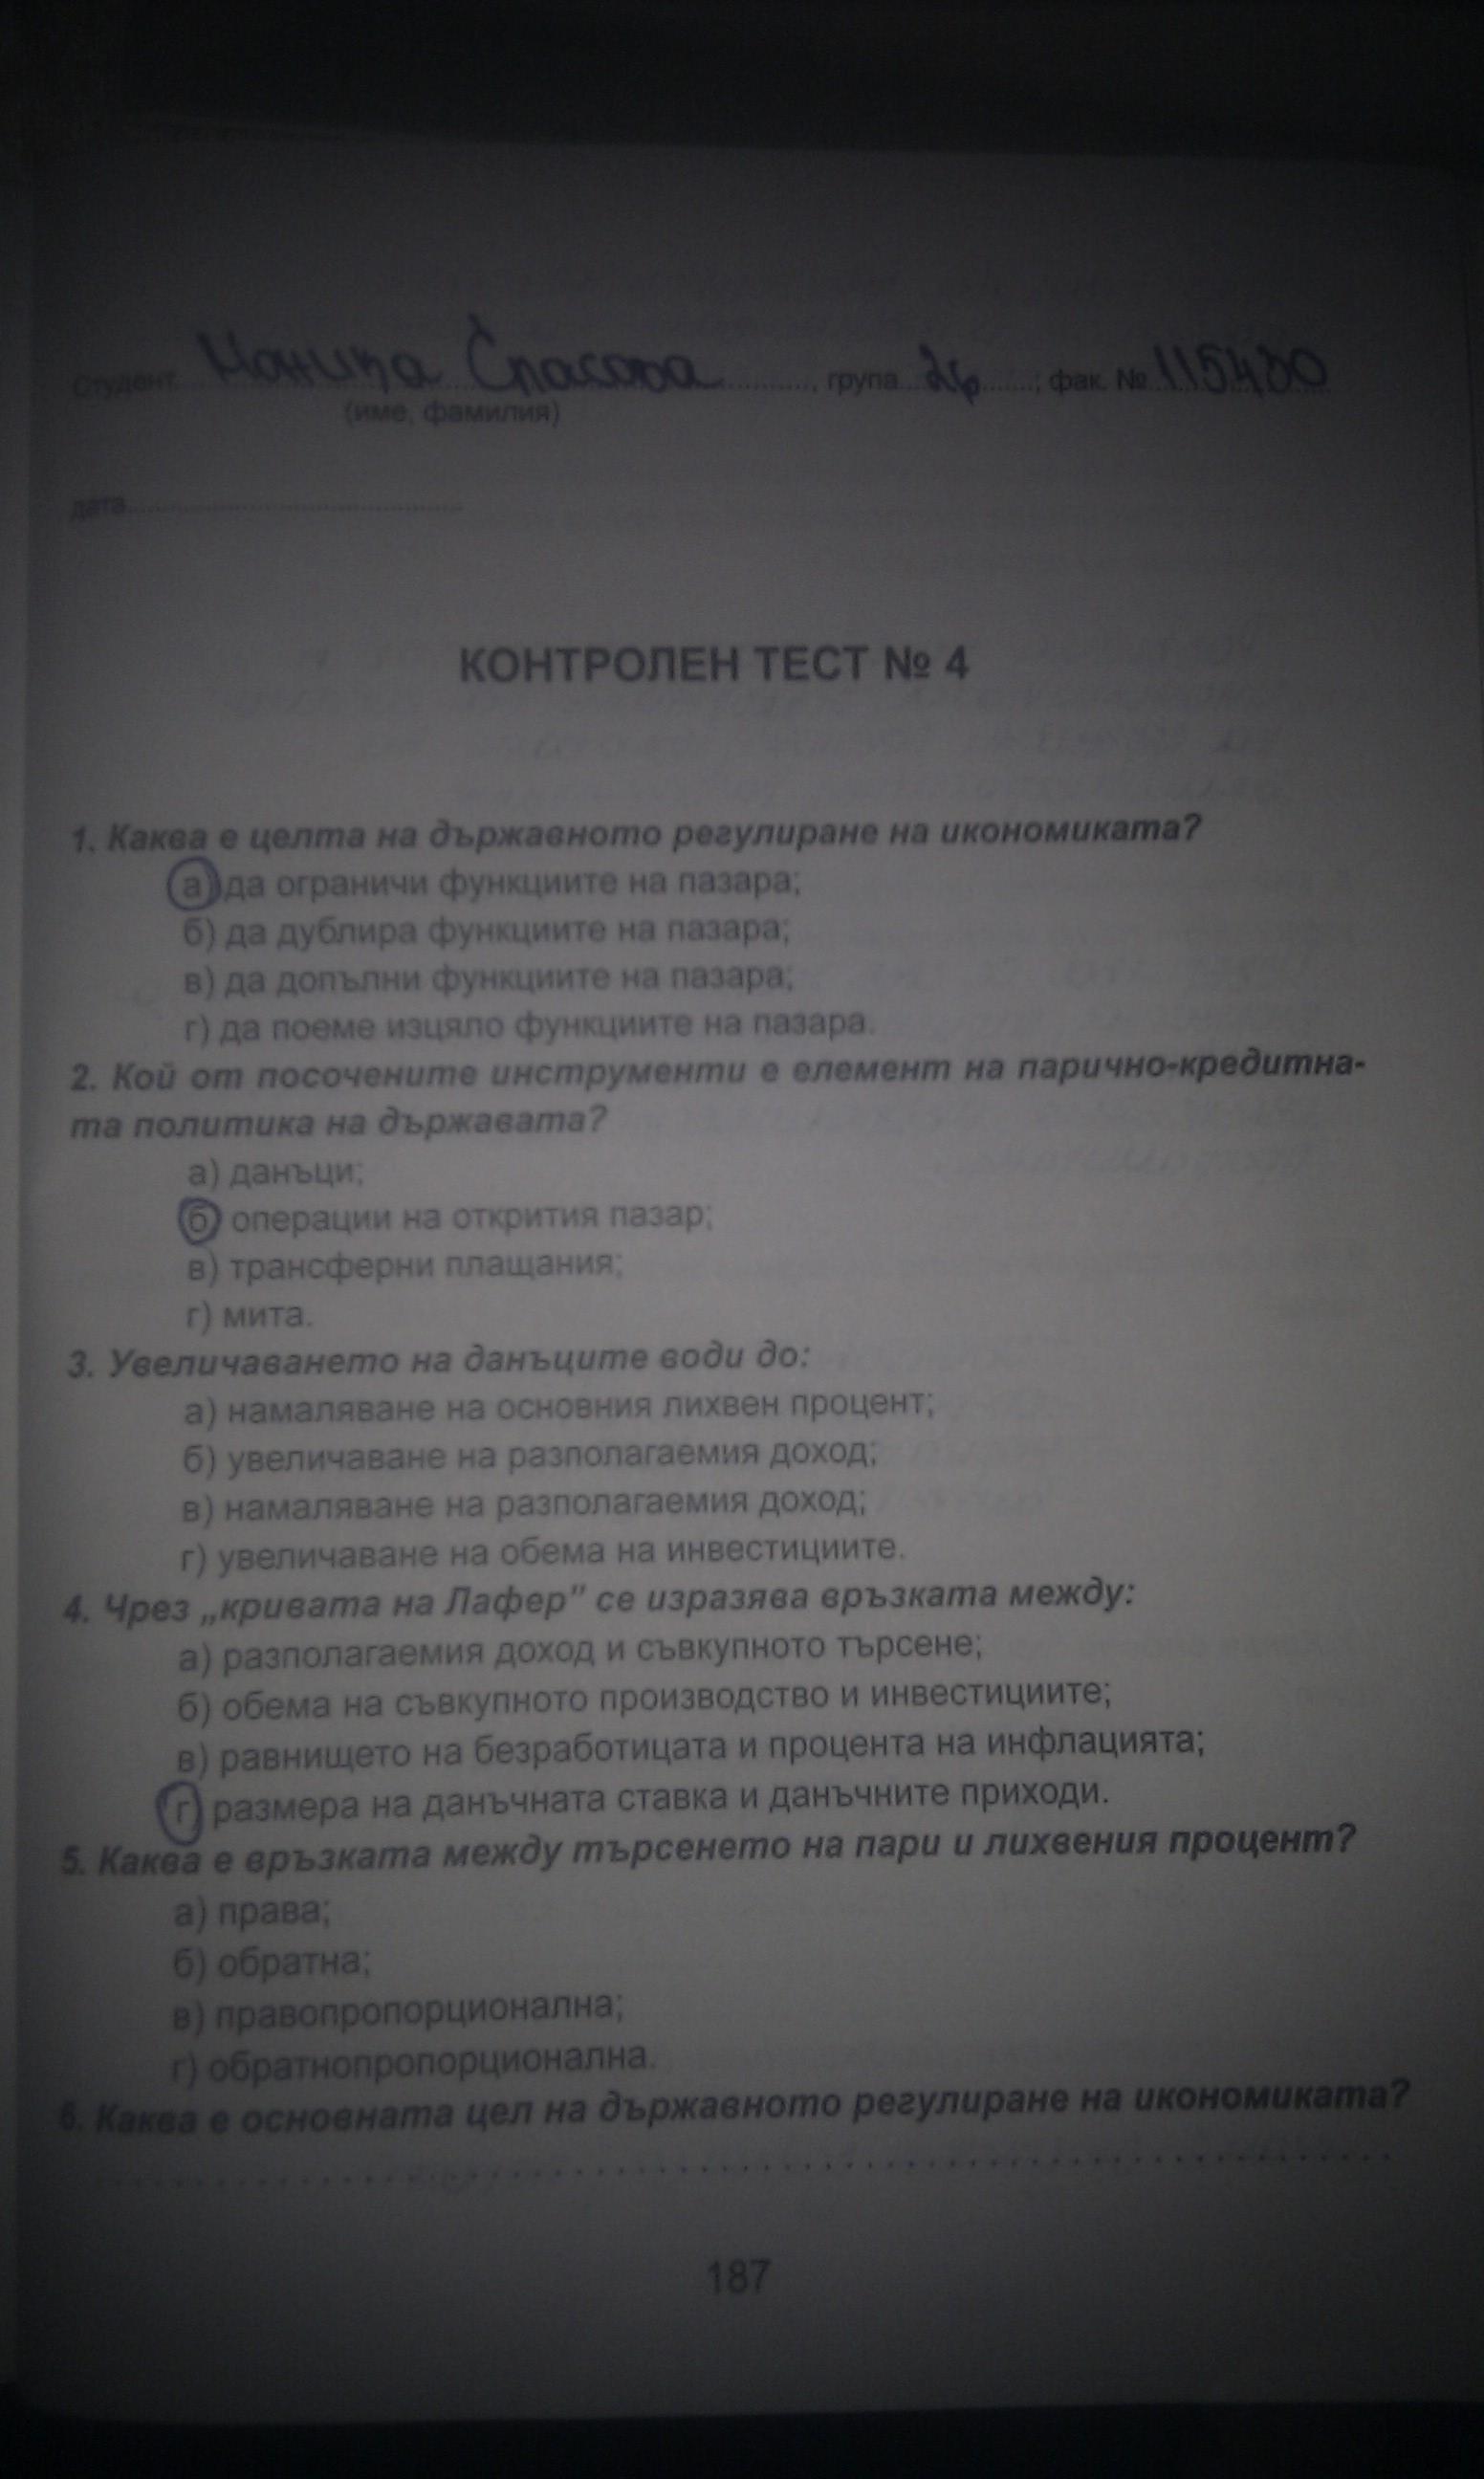 Студент Моника Спасова, група 26; фак. № 115430
(име, фамилия)
дата
КОНТРОЛЕН ТЕСТ № 4
1. Каква е целта на държавното регулиране на икономиката?
а) да ограничи функциите на пазара;
б) да дублира функциите на пазара;
в) да допълни функциите на пазара;
г) да поеме изцяло функциите на пазара.
2. Кой от посочените инструменти е елемент на парично-кредитна-
та политика на държавата?
а) данъци;
б) операции на открития пазар;
в) трансферни плащания;
г) мита.
3. Увеличаването на данъците води до:
а) намаляване на основния лихвен процент;
б) увеличаване на разполагаемия доход;
в) намаляване на разполагаемия доход;
г) увеличаване на обема на инвестициите.
4. Чрез „кривата на Лафер” се изразява връзката между:
а) разполагаемия доход и съвкупното търсене;
б) обема на съвкупното производство и инвестициите;
в) равнището на безработицата и процента на инфлацията;
г) размера на данъчната ставка и данъчните приходи.
5. Каква е връзката между търсенето на пари и лихвения процент?
а) права;
б) обратна;
в) правопропорционална;
г) обратнопропорционална.
6. Каква е основната цел на държавното регулиране на икономиката?
187